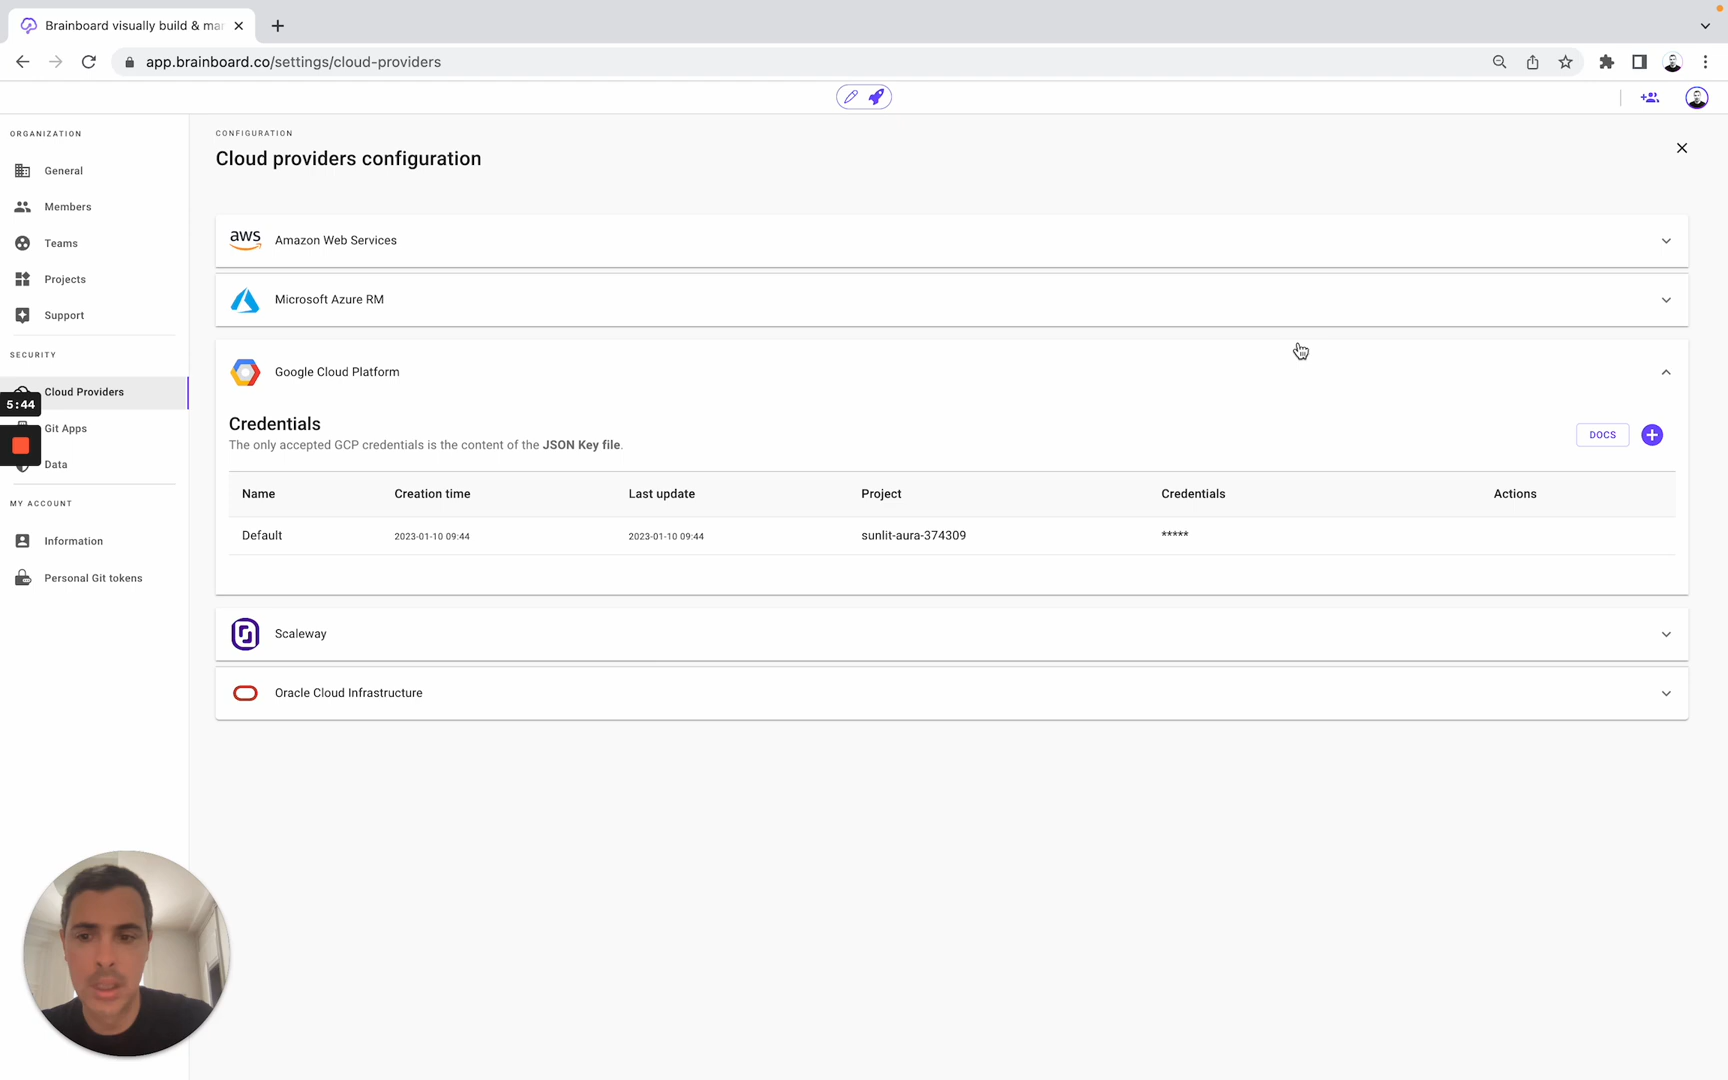 Brainboard visually build & ma
app.brainboard.co/settings/cloud-providers
ORGANIZATION
General
Members
Teams
Projects
Support
SECURITY
Cloud Providers
5:44
Git Apps
Data
MY ACCOUNT
Information
Personal Git tokens
CONFIGURATION
Cloud providers configuration
aws Amazon Web Services
Microsoft Azure RM
Google Cloud Platform
Credentials
The only accepted GCP credentials is the content of the JSON Key file.
DOCS
Name Creation time Last update Project Credentials Actions
Default 2023-01-10 09:44 2023-01-10 09:44 sunlit-aura-374309 *****
Scaleway
Oracle Cloud Infrastructure